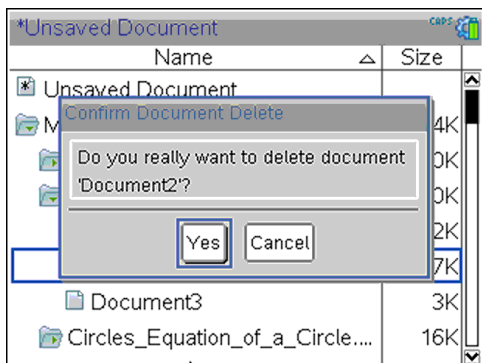 *Unsaved Document
CAPS
Name
Size
Unsaved Document
Confirm Document Delete
M
4K
Do you really want to delete document
'Document2'?
0K
0K
2K
Yes
Cancel
7K
Document3
3K
Circles_Equation_of_a_Circle....
16K